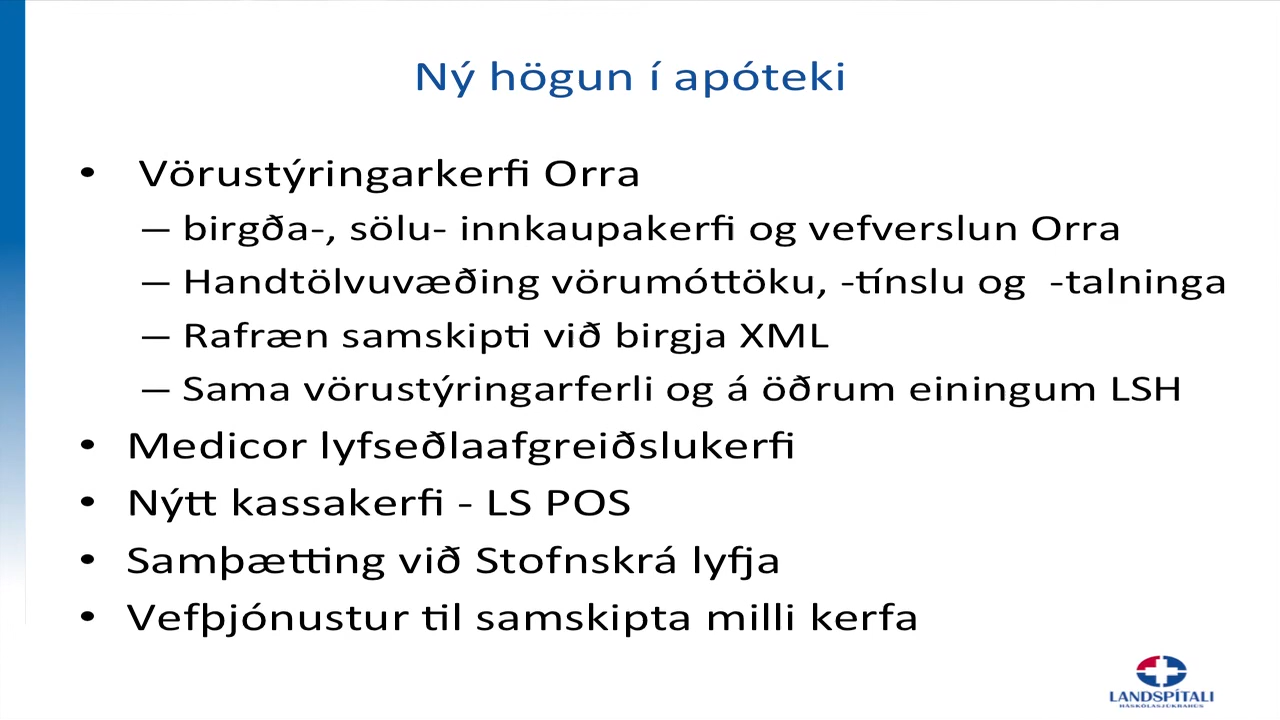 Ný högun í apóteki
• Vörustýringarkerfi Orra
– birgða-, sölu- innkaupakerfi og vefverslun Orra
– Handtölvuvæðing vörumóttöku, -tínslu og -talninga
– Rafræn samskipti við birgja XML
– Sama vörustýringarferli og á öðrum einingum LSH
• Medicor lyfseðlaafgreiðslukerfi
• Nýtt kassakerfi - LS POS
• Samþætting við Stofnskrá lyfja
• Vefþjónustur til samskipta milli kerfa
LANDSPÍTALI
HÁSKÓLASJÚKRAHÚS